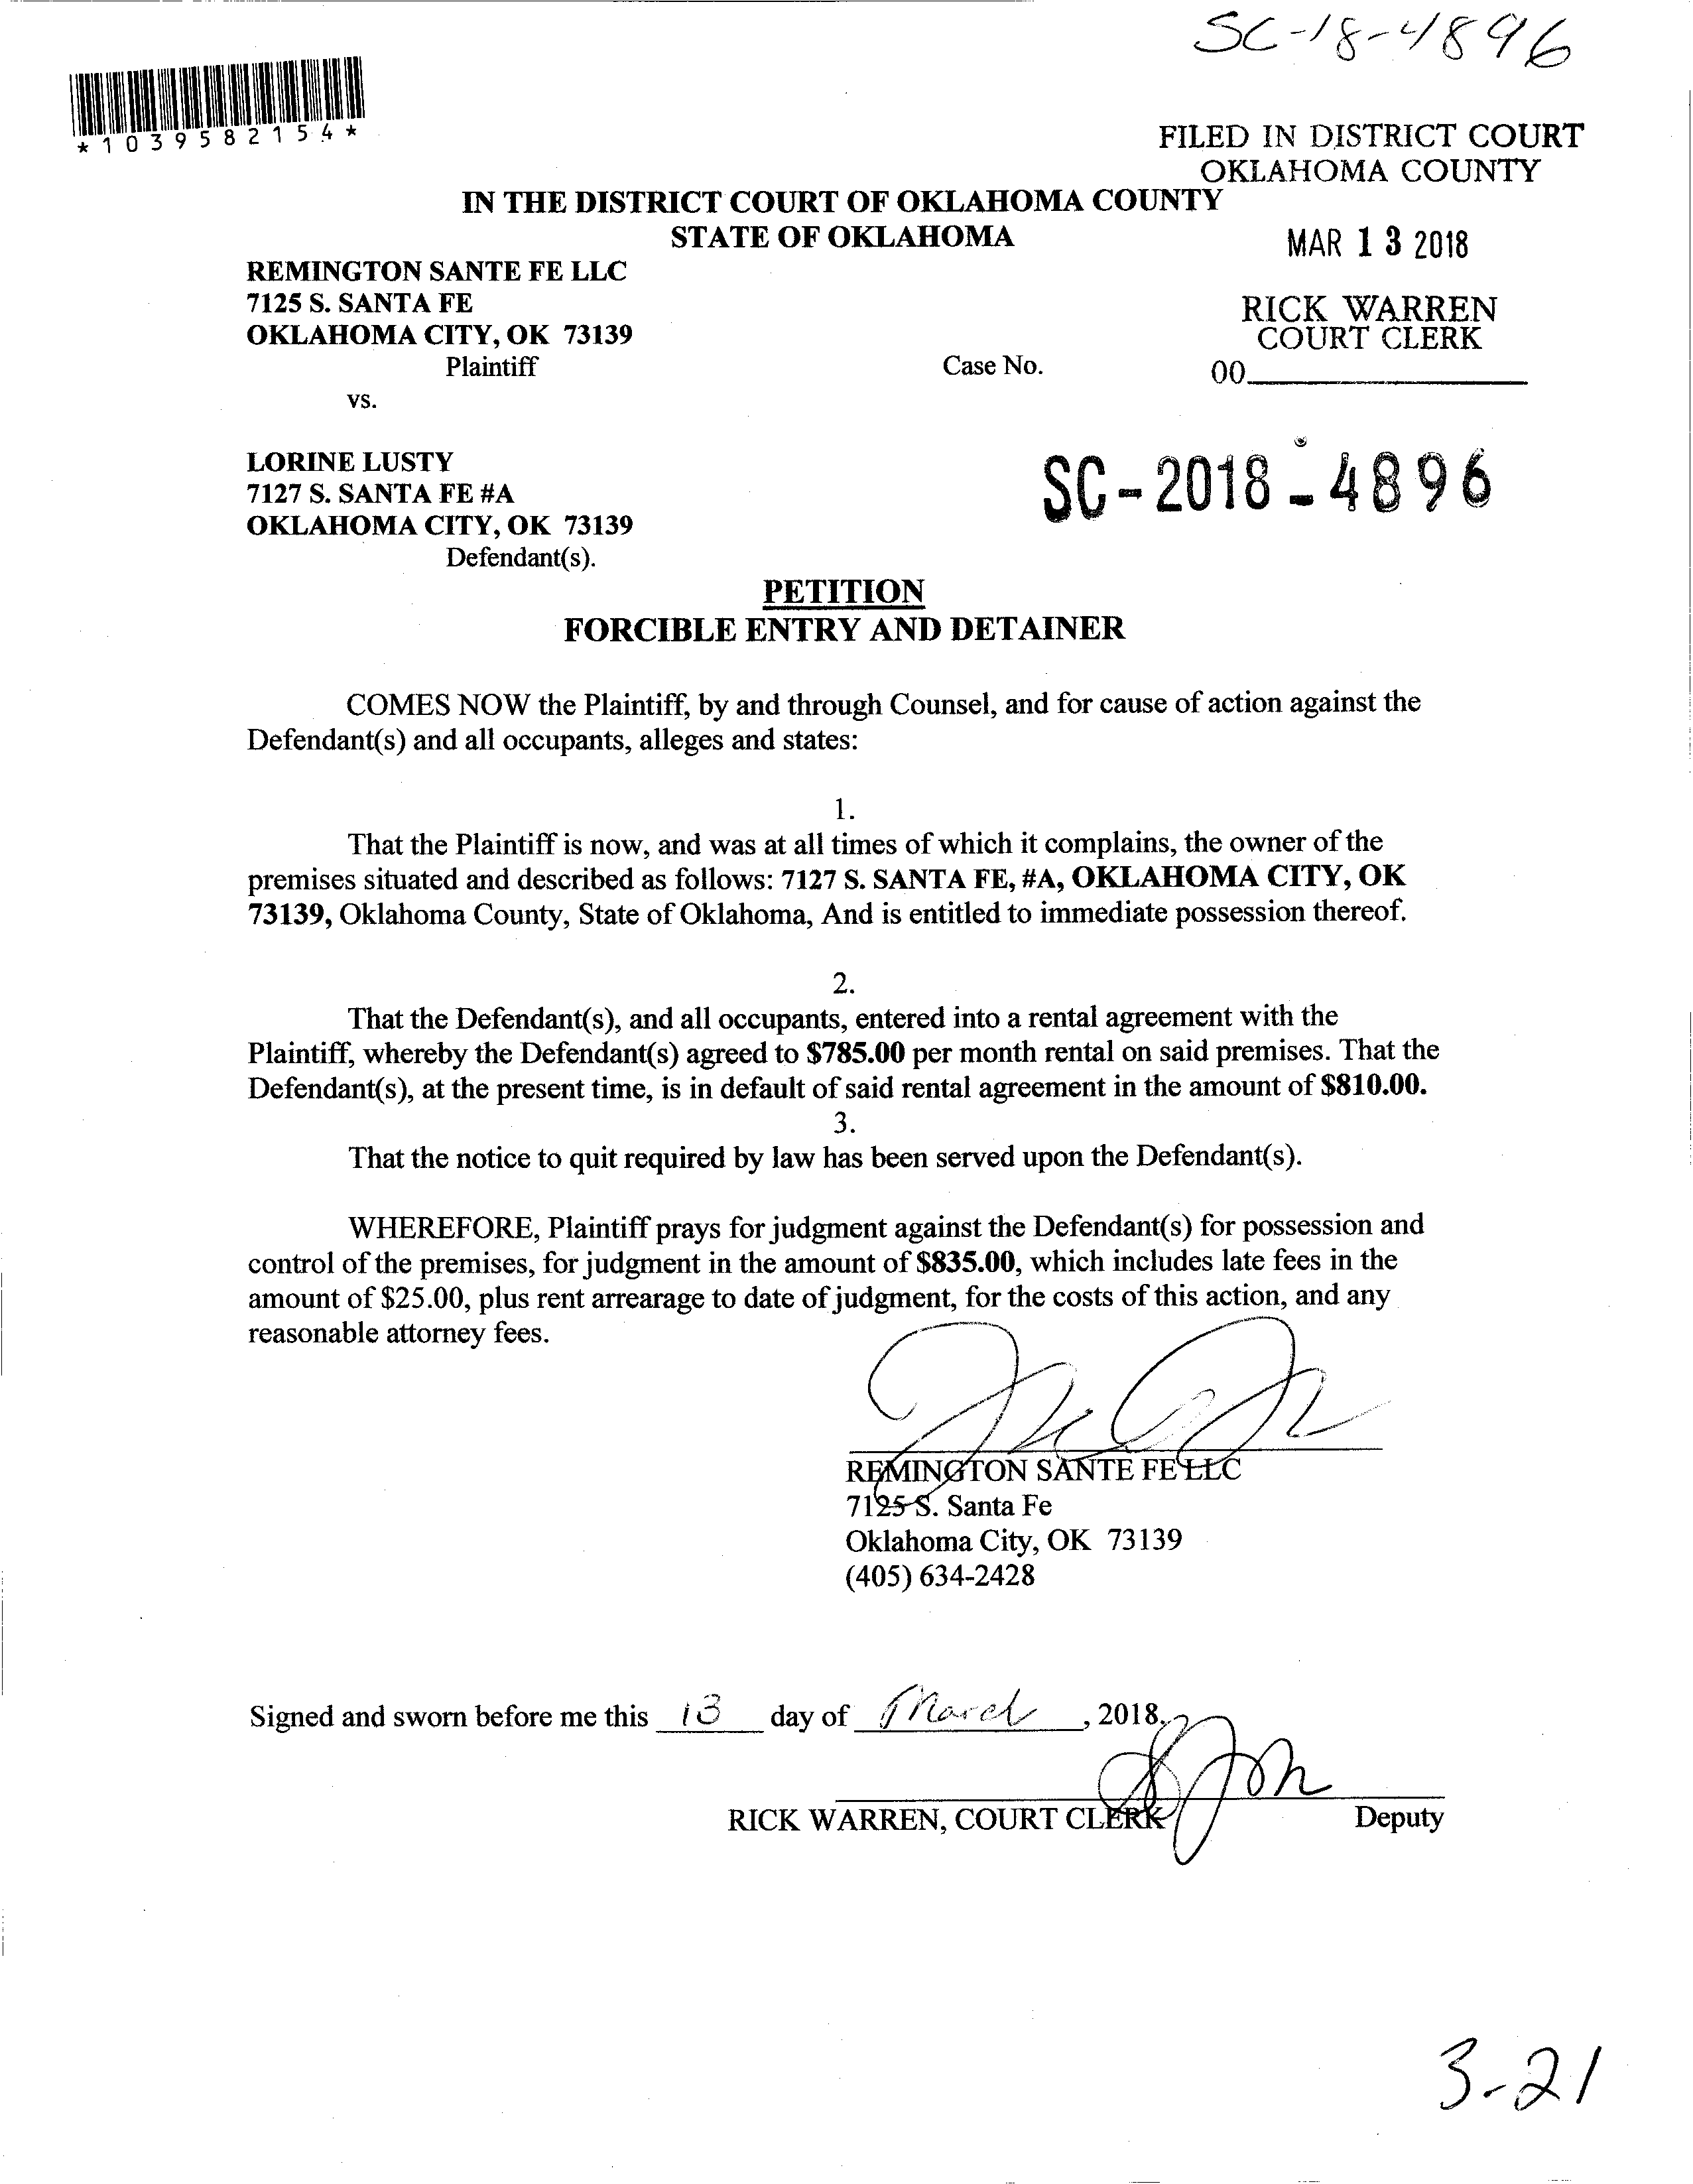 SC-18-4896
*1039582154*
FILED IN DISTRICT COURT
OKLAHOMA COUNTY
IN THE DISTRICT COURT OF OKLAHOMA COUNTY
STATE OF OKLAHOMA
MAR 13 2018
REMINGTON SANTE FE LLC
7125 S. SANTA FE
OKLAHOMA CITY, OK 73139
Plaintiff
RICK WARREN
COURT CLERK
Case No.
00
vs.
LORINE LUSTY
7127 S. SANTA FE #A
OKLAHOMA CITY, OK 73139
Defendant(s).
SC-2018-4896
PETITION
FORCIBLE ENTRY AND DETAINER
COMES NOW the Plaintiff, by and through Counsel, and for cause of action against the
Defendant(s) and all occupants, alleges and states:
1.
That the Plaintiff is now, and was at all times of which it complains, the owner of the
premises situated and described as follows: 7127 S. SANTA FE, #A, OKLAHOMA CITY, OK
73139, Oklahoma County, State of Oklahoma, And is entitled to immediate possession thereof.
2.
That the Defendant(s), and all occupants, entered into a rental agreement with the
Plaintiff, whereby the Defendant(s) agreed to $785.00 per month rental on said premises. That the
Defendant(s), at the present time, is in default of said rental agreement in the amount of $810.00.
3.
That the notice to quit required by law has been served upon the Defendant(s).
WHEREFORE, Plaintiff prays for judgment against the Defendant(s) for possession and
control of the premises, for judgment in the amount of $835.00, which includes late fees in the
amount of $25.00, plus rent arrearage to date of judgment, for the costs of this action, and any
reasonable attorney fees.
REMINGTON SANTE FE LLC
7125 S. Santa Fe
Oklahoma City, OK 73139
(405) 634-2428
Signed and sworn before me this 13 day of March, 2018.
RICK WARREN, COURT CLERK Deputy
3-21